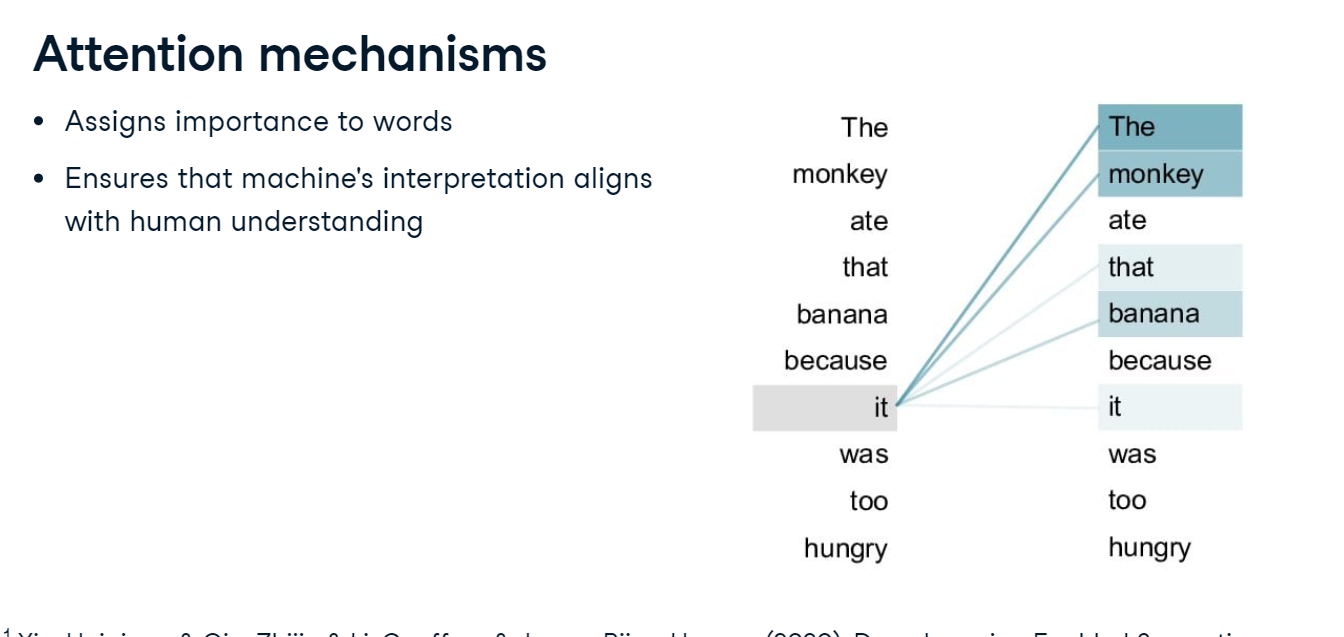 Attention mechanisms
• Assigns importance to words
• Ensures that machine's interpretation aligns
with human understanding
The The
monkey monkey
ate ate
that that
banana banana
because because
it it
was was
too too
hungry hungry